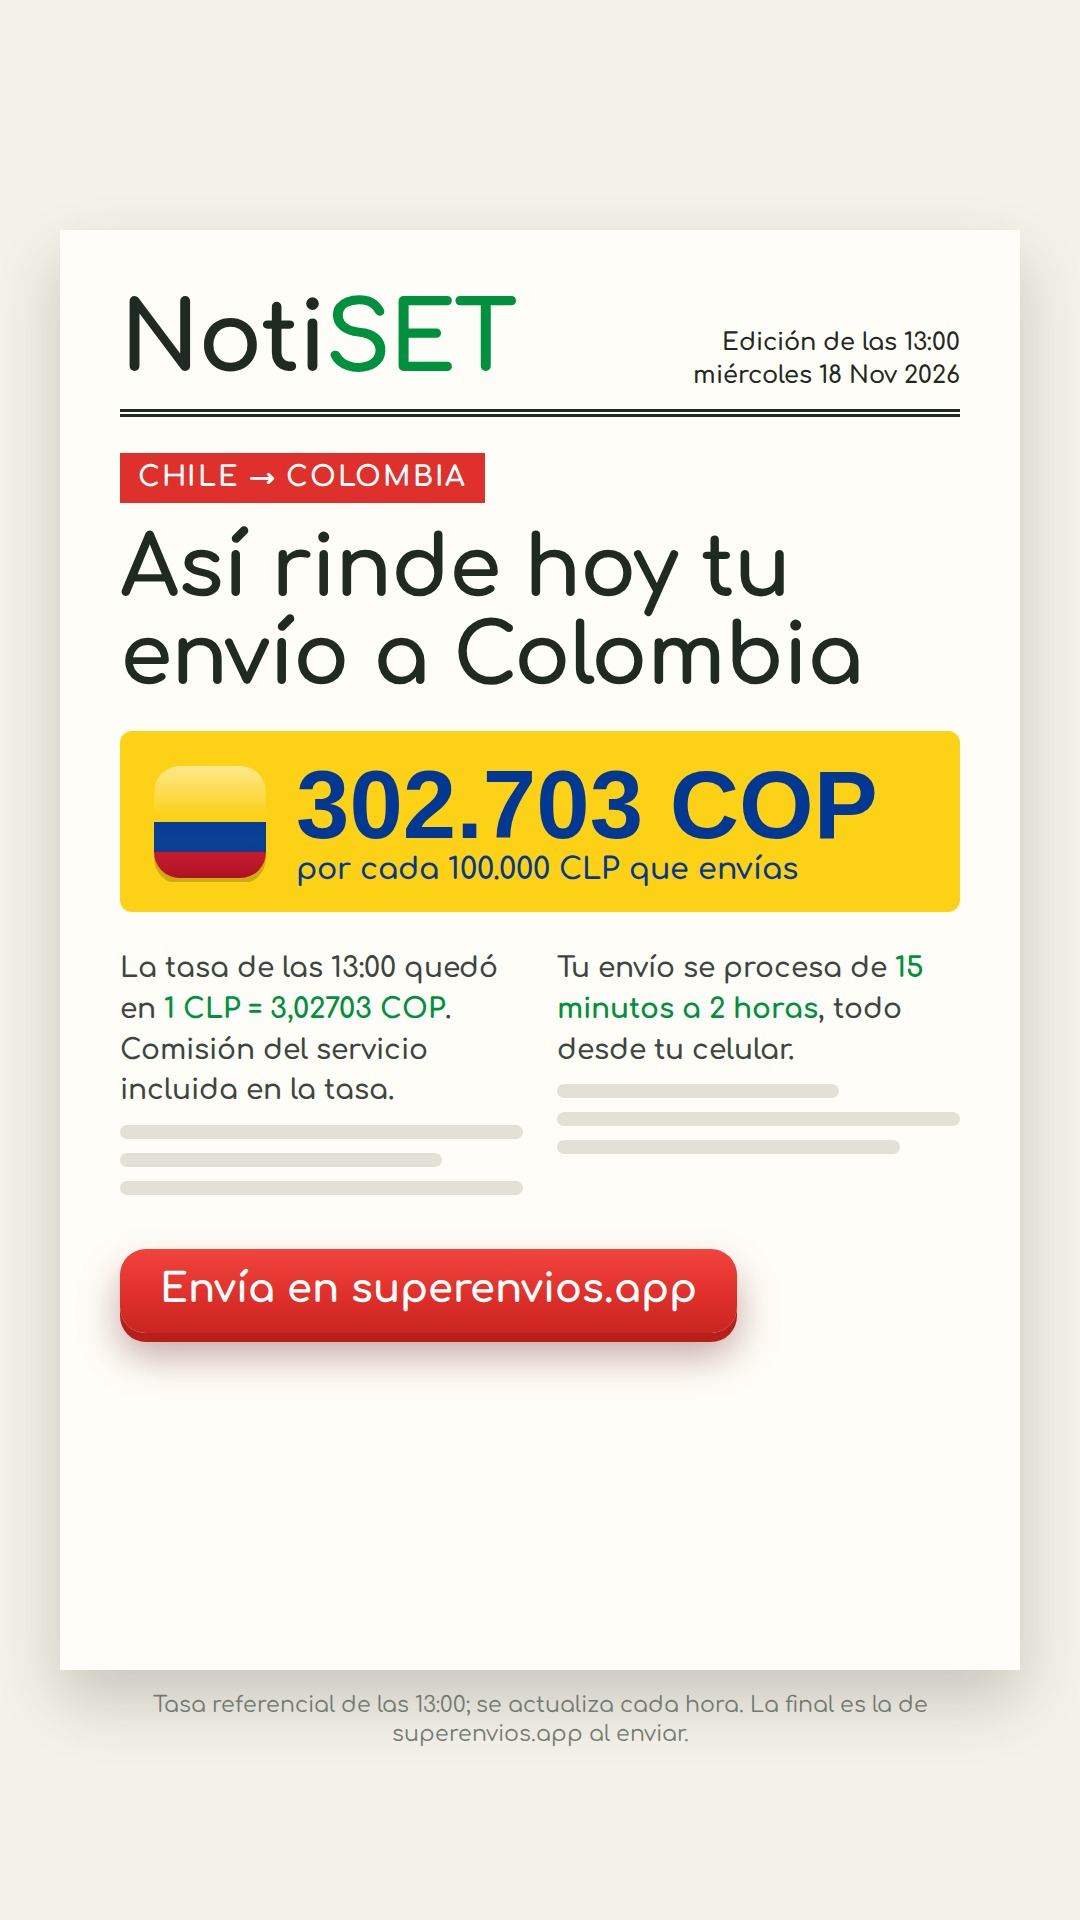 NotiSET
Edición de las 13:00
miércoles 18 Nov 2026
CHILE → COLOMBIA
Así rinde hoy tu
envío a Colombia
302.703 COP
por cada 100.000 CLP que envías
La tasa de las 13:00 quedó
en 1 CLP = 3,02703 COP.
Comisión del servicio
incluida en la tasa.
Tu envío se procesa de 15
minutos a 2 horas, todo
desde tu celular.
Envía en superenvios.app
Tasa referencial de las 13:00; se actualiza cada hora. La final es la de
superenvios.app al enviar.